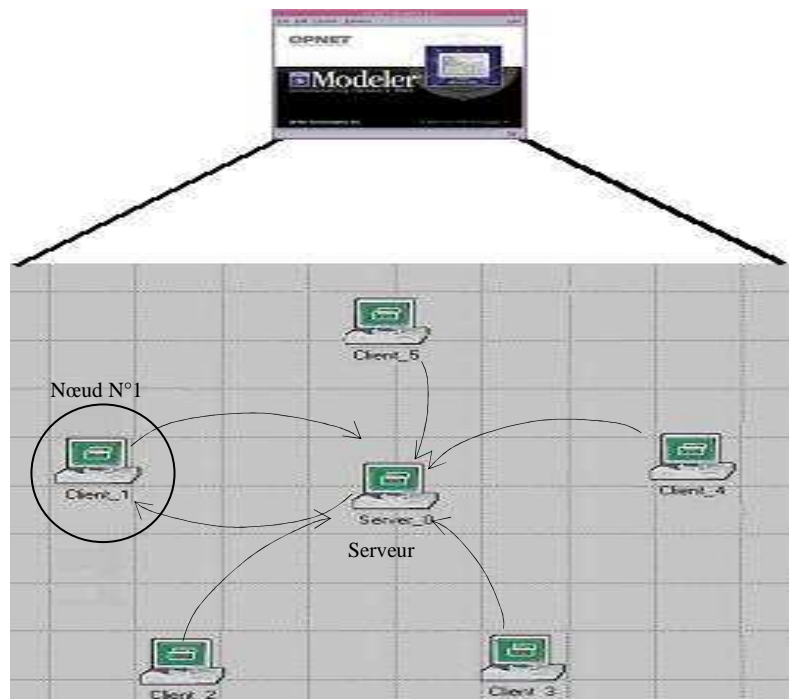 OPNET
Modeler
Client_5
Nœud N°1
Client_1
Client_4
Server_0
Serveur
Client_2
Client_3